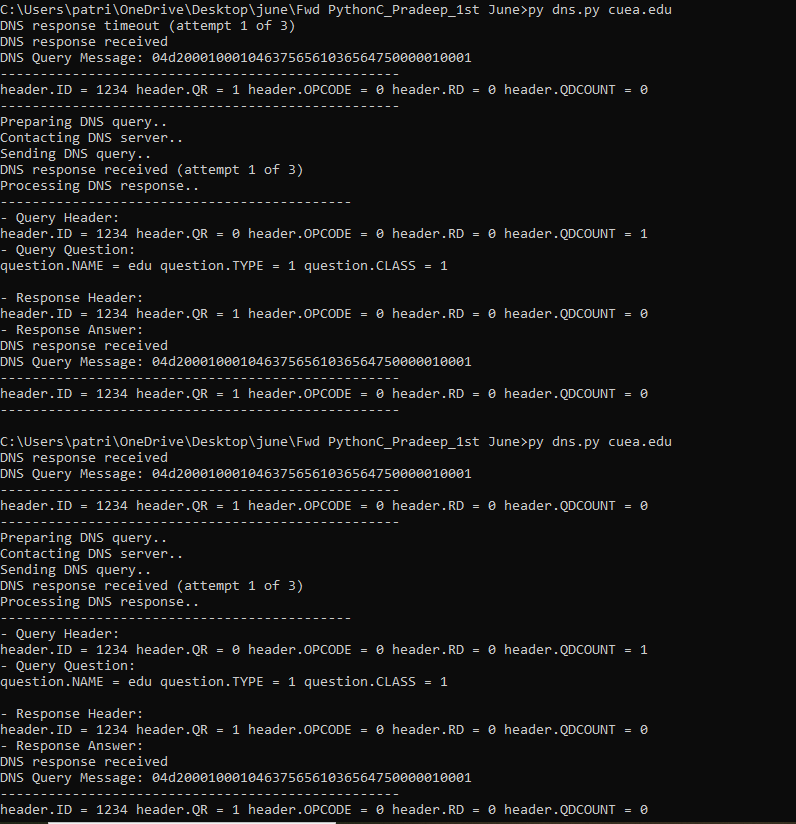 C:\Users\patri\OneDrive\Desktop\june\Fwd PythonC_Pradeep_1st June>py dns.py cuea.edu
DNS response timeout (attempt 1 of 3)
DNS response received
DNS Query Message: 04d20001000104637565610365647500000010001
--------------------------------------------------
header.ID = 1234 header.QR = 1 header.OPCODE = 0 header.RD = 0 header.QDCOUNT = 0
--------------------------------------------------
Preparing DNS query..
Contacting DNS server..
Sending DNS query..
DNS response received (attempt 1 of 3)
Processing DNS response..
--------------------------------------------
- Query Header:
header.ID = 1234 header.QR = 0 header.OPCODE = 0 header.RD = 0 header.QDCOUNT = 1
- Query Question:
question.NAME = edu question.TYPE = 1 question.CLASS = 1
- Response Header:
header.ID = 1234 header.QR = 1 header.OPCODE = 0 header.RD = 0 header.QDCOUNT = 0
- Response Answer:
DNS response received
DNS Query Message: 04d20001000104637565610365647500000010001
--------------------------------------------------
header.ID = 1234 header.QR = 1 header.OPCODE = 0 header.RD = 0 header.QDCOUNT = 0
--------------------------------------------------
C:\Users\patri\OneDrive\Desktop\june\Fwd PythonC_Pradeep_1st June>py dns.py cuea.edu
DNS response received
DNS Query Message: 04d20001000104637565610365647500000010001
--------------------------------------------------
header.ID = 1234 header.QR = 1 header.OPCODE = 0 header.RD = 0 header.QDCOUNT = 0
--------------------------------------------------
Preparing DNS query..
Contacting DNS server..
Sending DNS query..
DNS response received (attempt 1 of 3)
Processing DNS response..
--------------------------------------------
- Query Header:
header.ID = 1234 header.QR = 0 header.OPCODE = 0 header.RD = 0 header.QDCOUNT = 1
- Query Question:
question.NAME = edu question.TYPE = 1 question.CLASS = 1
- Response Header:
header.ID = 1234 header.QR = 1 header.OPCODE = 0 header.RD = 0 header.QDCOUNT = 0
- Response Answer:
DNS response received
DNS Query Message: 04d20001000104637565610365647500000010001
--------------------------------------------------
header.ID = 1234 header.QR = 1 header.OPCODE = 0 header.RD = 0 header.QDCOUNT = 0